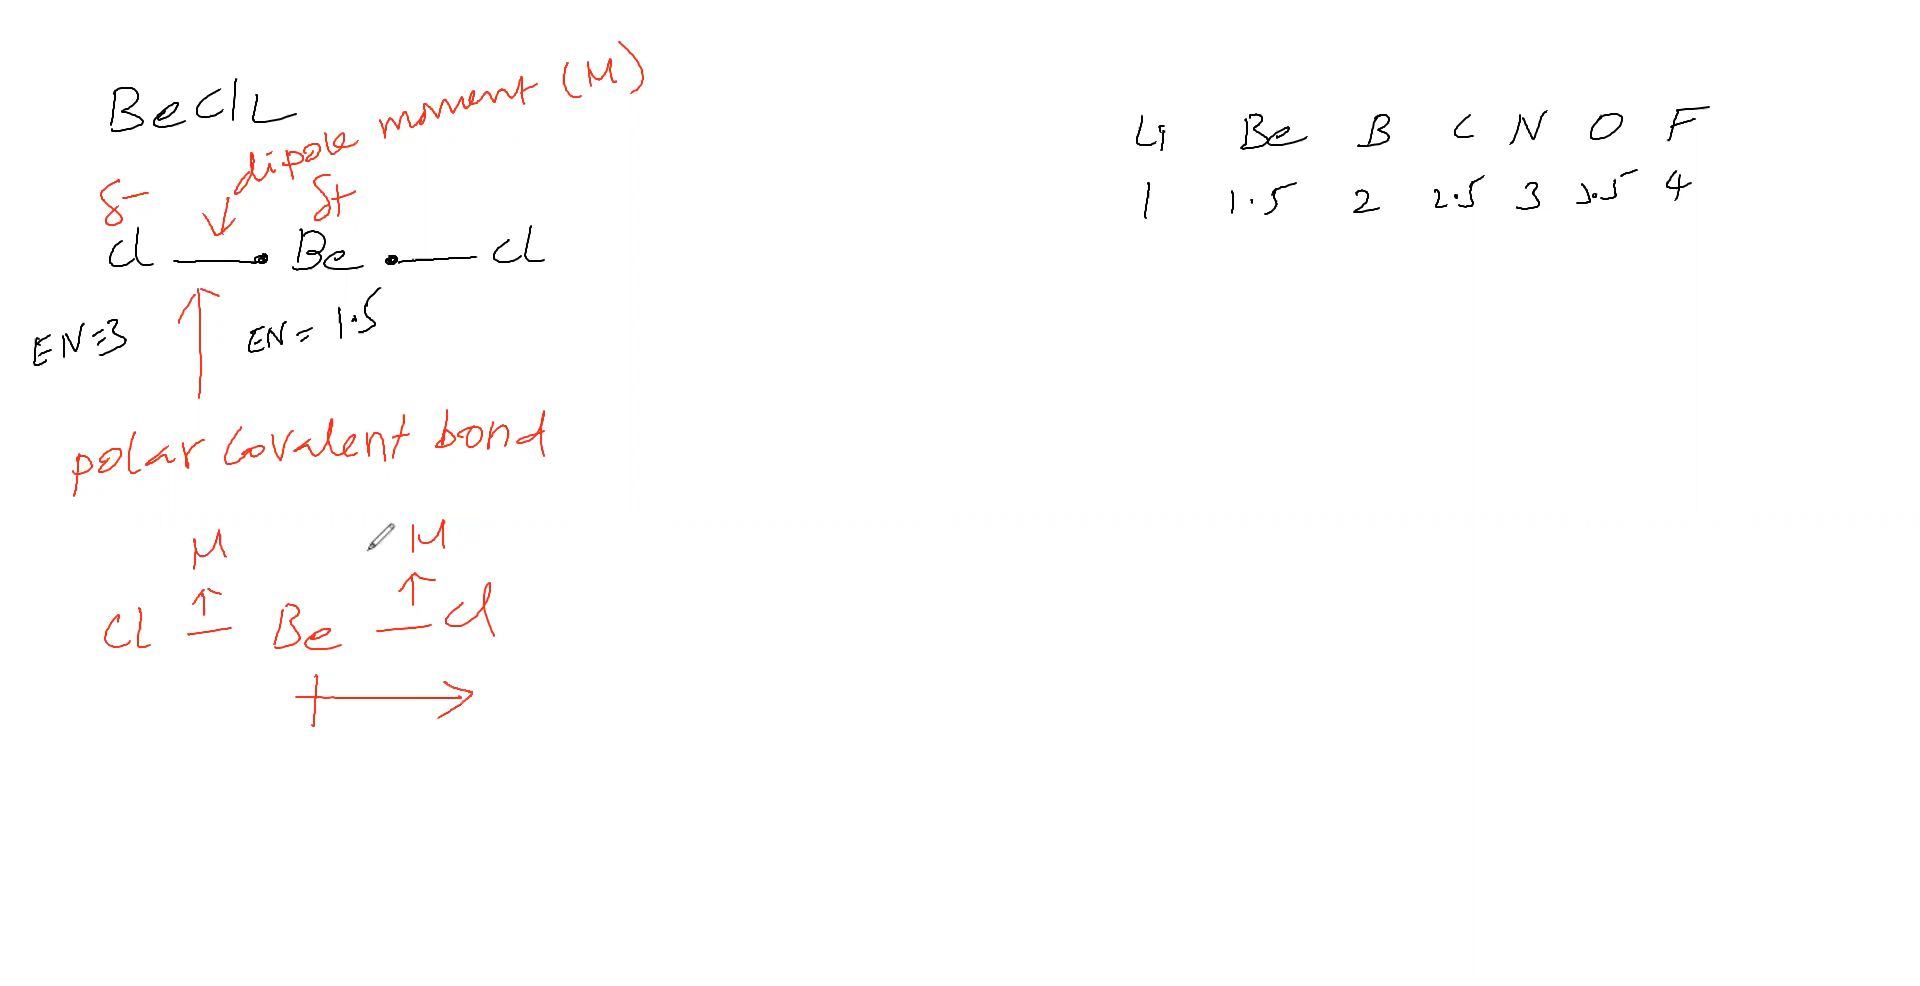 BeCl2
dipole moment (M)
δ- δ+
Cl — Be — Cl
EN=3 EN = 1.5
polar covalent bond
M M
Cl — Be — Cl
Li Be B C N O F
1 1.5 2 2.5 3 3.5 4